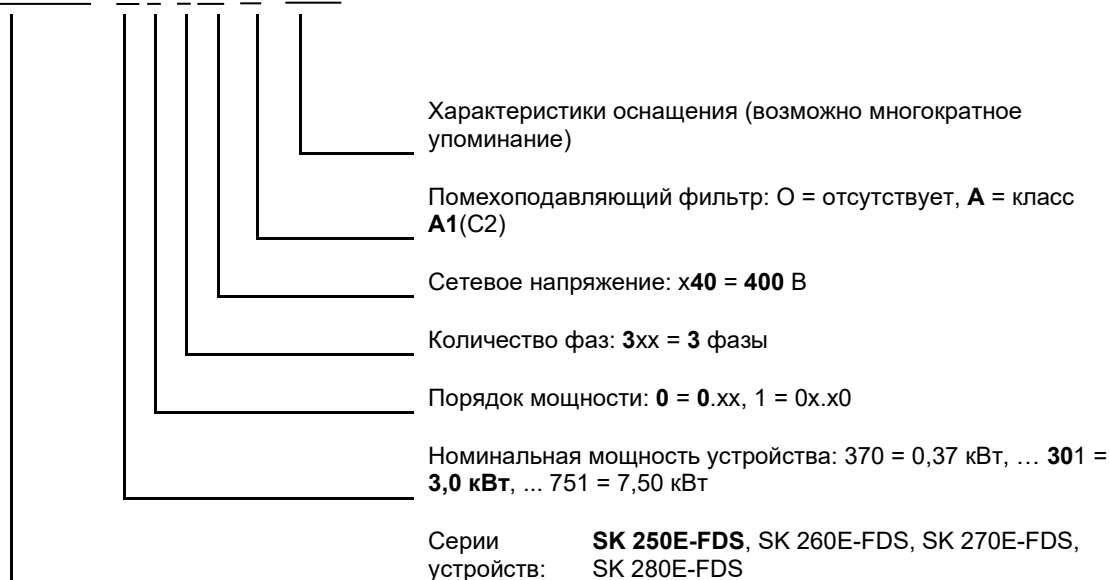 Характеристики оснащения (возможно многократное
упоминание)
Помехоподавляющий фильтр: О = отсутствует, A = класс
A1(C2)
Сетевое напряжение: x40 = 400 В
Количество фаз: 3xx = 3 фазы
Порядок мощности: 0 = 0.xx, 1 = 0x.x0
Номинальная мощность устройства: 370 = 0,37 кВт, … 301 =
3,0 кВт, ... 751 = 7,50 кВт
Серии SK 250E-FDS, SK 260E-FDS, SK 270E-FDS,
устройств: SK 280E-FDS